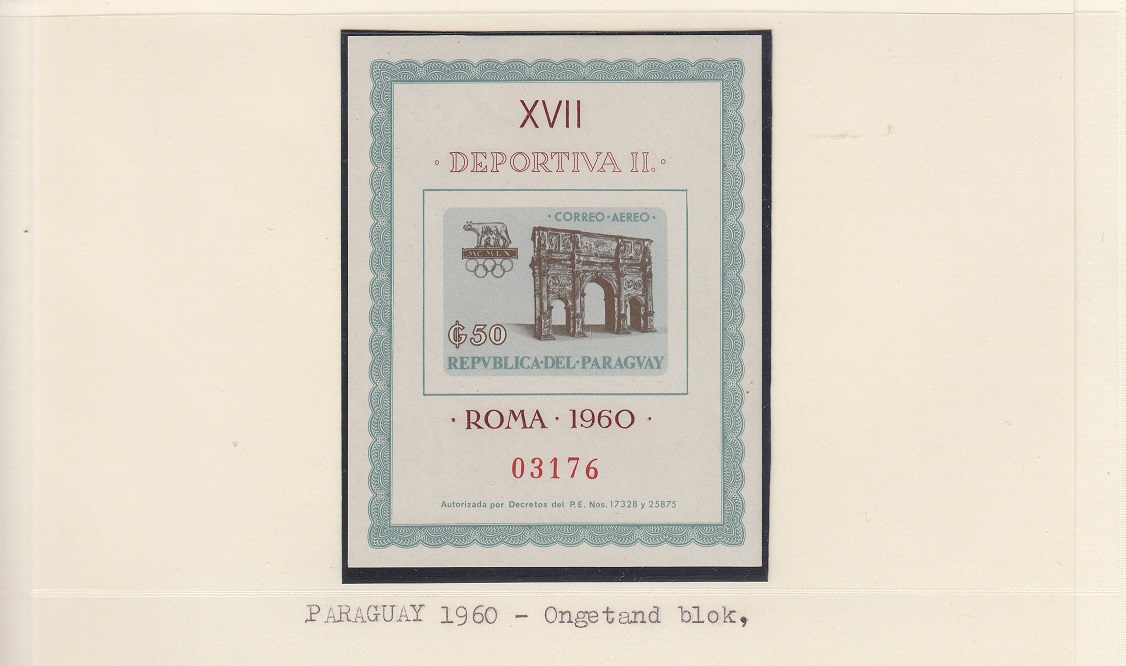 XVII
· DEPORTIVA II. ·
· CORREO · AEREO ·
MCMLX
₲50
REPVBLICA·DEL·PARAGVAY
· ROMA · 1960 ·
03176
Autorizada por Decretos del P.E. Nos. 17328 y 25875
PARAGUAY 1960 - Ongetand blok,